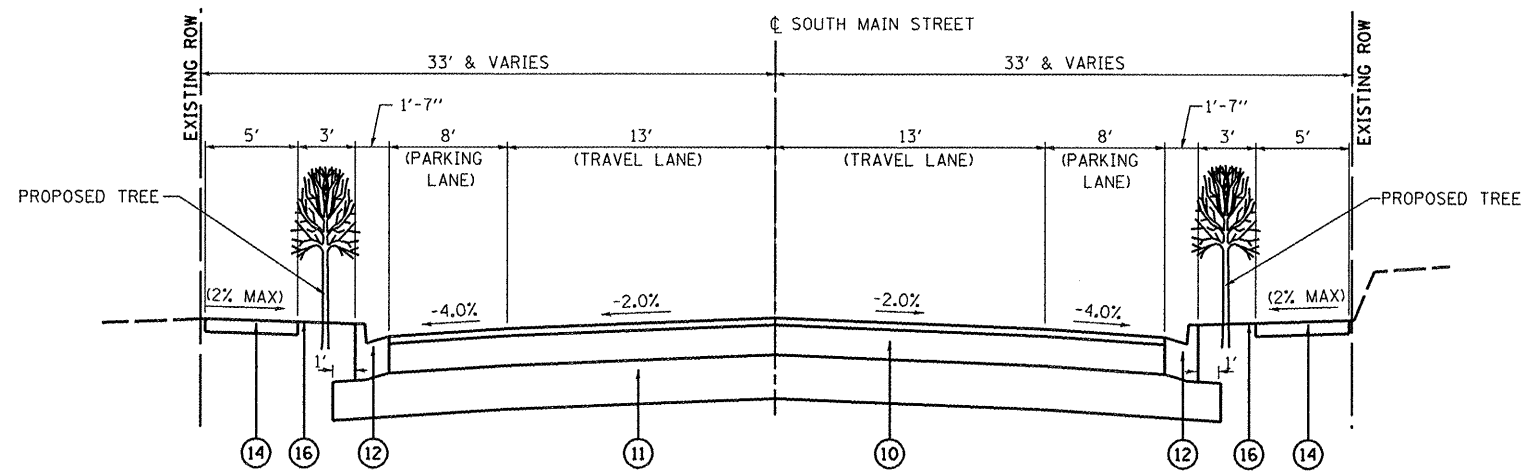 ℄ SOUTH MAIN STREET
EXISTING ROW
EXISTING ROW
33' & VARIES
33' & VARIES
1'-7"
1'-7"
5'
3'
8'
13'
13'
8'
3'
5'
(PARKING
LANE)
(TRAVEL LANE)
(TRAVEL LANE)
(PARKING
LANE)
PROPOSED TREE
PROPOSED TREE
(2% MAX)
-4.0%
-2.0%
-2.0%
-4.0%
(2% MAX)
1'
1'
14
16
12
11
10
12
16
14